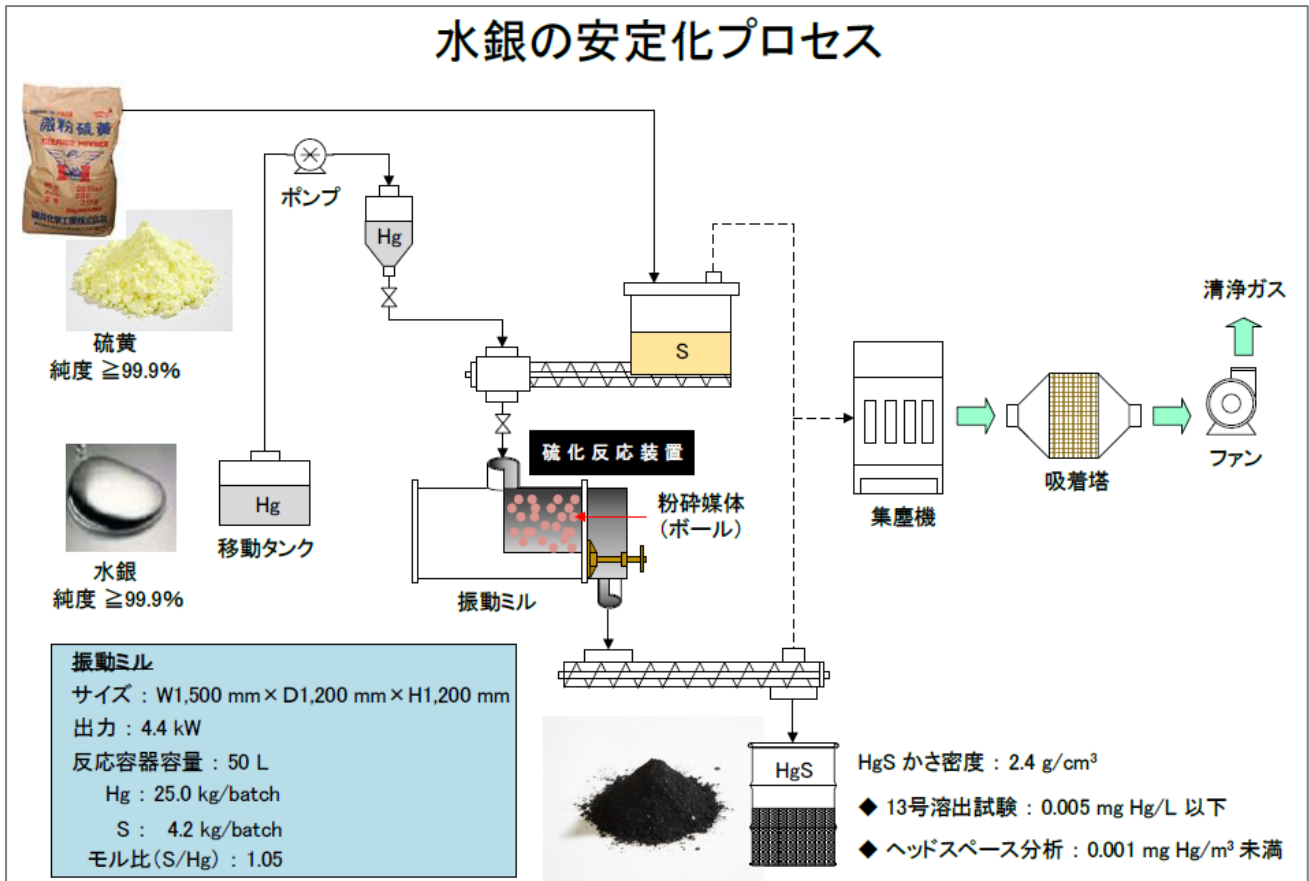 水銀の安定化プロセス
微粉硫黄
SULPHUR POWDER
ポンプ
Hg
硫黄
純度 ≧99.9%
S
清浄ガス
硫化反応装置
Hg
移動タンク
粉砕媒体
(ボール)
集塵機
吸着塔
ファン
水銀
純度 ≧99.9%
振動ミル
振動ミル
サイズ : W1,500 mm×D1,200 mm×H1,200 mm
出力 : 4.4 kW
反応容器容量 : 50 L
Hg : 25.0 kg/batch
S : 4.2 kg/batch
モル比(S/Hg) : 1.05
HgS
HgS かさ密度 : 2.4 g/cm³
◆ 13号溶出試験 : 0.005 mg Hg/L 以下
◆ ヘッドスペース分析 : 0.001 mg Hg/m³ 未満